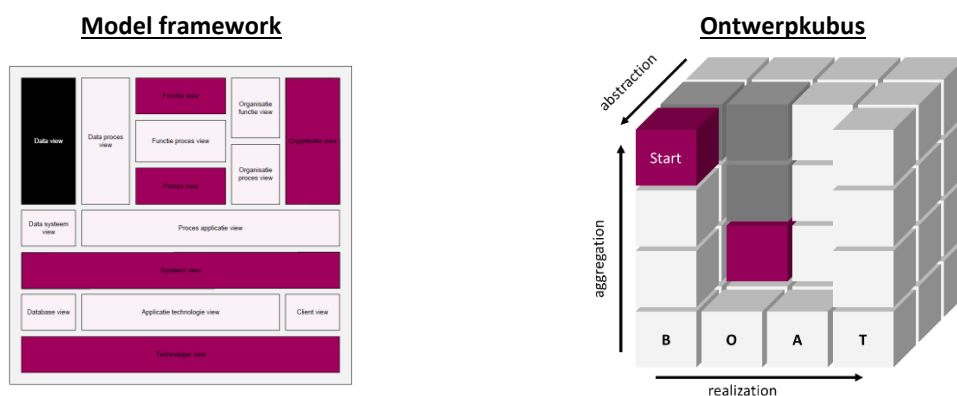 Model framework
Ontwerpkubus
Data view
Data proces
view
Functie view
Functie proces view
Proces view
Organisatie
functie view
Organisatie
proces view
Organisatie view
Data systeem
view
Proces applicatie view
Systeem view
Database view
Applicatie technologie view
Client view
Technologie view
abstraction
Start
aggregation
B O A T
realization